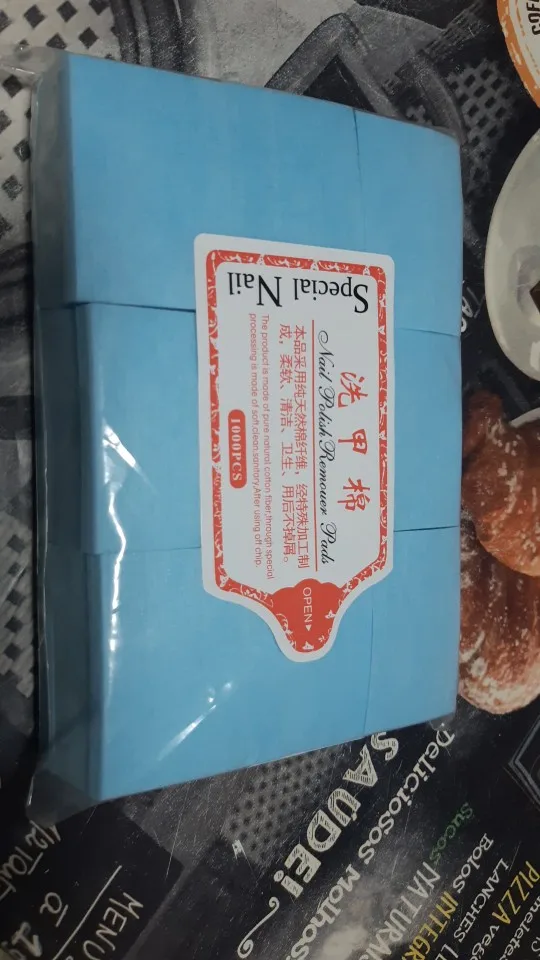 Special Nail
洗甲棉
Nail Polish Remover Pads
本品采用纯天然棉纤维，经特殊加工制
成，柔软、清洁、卫生、用后不掉屑。
The product is made of pure natural cotton fiber,through special
processing is made of soft,clean,sanitary,After using off chip.
1000PCS
OPEN
Deliciosos Molhos
SAÚDE!
Sucos NATURAIS
BOLOS INTEGR
LANCHES
PIZZA
MENU